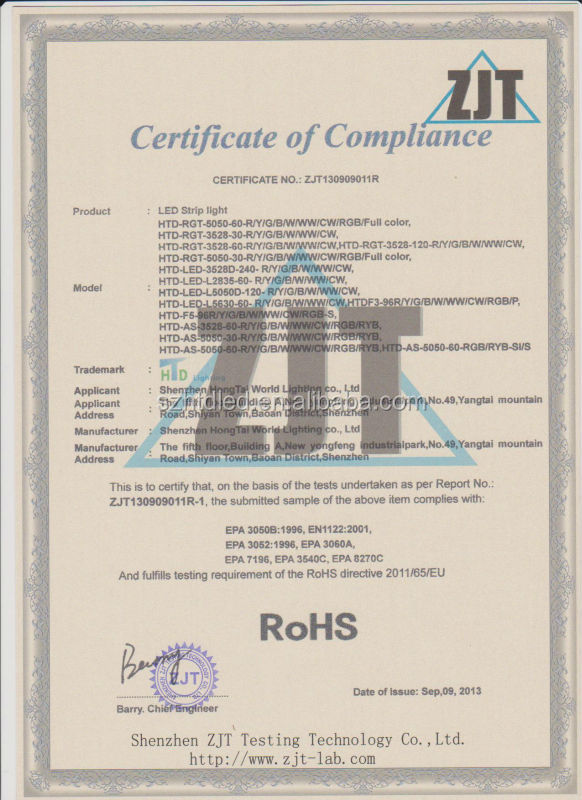 ZJT
Certificate of Compliance
CERTIFICATE NO.: ZJT130909011R
Product : LED Strip light
HTD-RGT-5050-60-R/Y/G/B/W/WW/CW/RGB/Full color,
HTD-RGT-3528-30-R/Y/G/B/W/WW/CW,
HTD-RGT-3528-60-R/Y/G/B/W/WW/CW,HTD-RGT-3528-120-R/Y/G/B/W/WW/CW,
HTD-RGT-5050-30-R/Y/G/B/W/WW/CW/RGB/Full color,
HTD-LED-3528D-240- R/Y/G/B/W/WW/CW,
HTD-LED-L2835-60- R/Y/G/B/W/WW/CW,
Model : HTD-LED-L5050D-120- R/Y/G/B/W/WW/CW,
HTD-LED-L5630-60- R/Y/G/B/W/WW/CW,HTDF3-96R/Y/G/B/W/WW/CW/RGB/P,
HTD-F5-96R/Y/G/B/W/WW/CW/RGB-S,
HTD-AS-3528-60-R/Y/G/B/W/WW/CW/RGB/RYB,
HTD-AS-5050-30-R/Y/G/B/W/WW/CW/RGB/RYB,
HTD-AS-5050-60-R/Y/G/B/W/WW/CW/RGB/RYB,HTD-AS-5050-60-RGB/RYB-SI/S
ZJT
Trademark : HTD Lighting
Applicant : Shenzhen HongTai World Lighting co., Ltd
Applicant : The fifth floor,Building A,New yongfeng industrialpark,No.49,Yangtai mountain
Address Road,Shiyan Town,Baoan District,Shenzhen
Manufacturer : Shenzhen HongTai World Lighting co., Ltd
Manufacturer : The fifth floor,Building A,New yongfeng industrialpark,No.49,Yangtai mountain
Address Road,Shiyan Town,Baoan District,Shenzhen
This is to certify that, on the basis of the tests undertaken as per Report No.:
ZJT130909011R-1, the submitted sample of the above item complies with:
EPA 3050B:1996, EN1122:2001,
EPA 3052:1996, EPA 3060A,
EPA 7196, EPA 3540C, EPA 8270C
And fulfills testing requirement of the RoHS directive 2011/65/EU
RoHS
ZJT
Date of Issue: Sep,09, 2013
Barry. Chief Engineer
Shenzhen ZJT Testing Technology Co.,Ltd.
http://www.zjt-lab.com